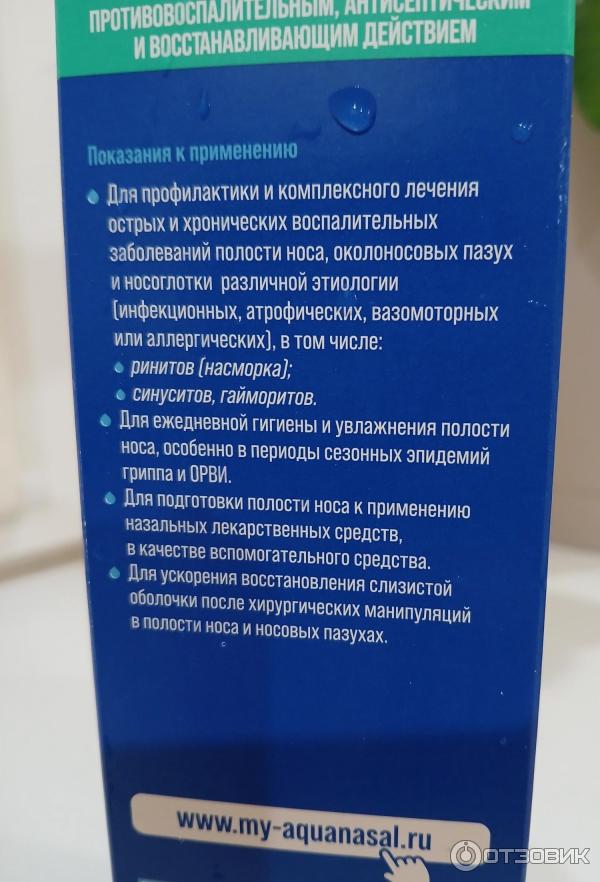 ПРОТИВОВОСПАЛИТЕЛЬНЫМ, АНТИСЕПТИЧЕСКИМ
И ВОССТАНАВЛИВАЮЩИМ ДЕЙСТВИЕМ
Показания к применению
Для профилактики и комплексного лечения
острых и хронических воспалительных
заболеваний полости носа, околоносовых пазух
и носоглотки различной этиологии
(инфекционных, атрофических, вазомоторных
или аллергических), в том числе:
ринитов (насморка);
синуситов, гайморитов.
Для ежедневной гигиены и увлажнения полости
носа, особенно в периоды сезонных эпидемий
гриппа и ОРВИ.
Для подготовки полости носа к применению
назальных лекарственных средств,
в качестве вспомогательного средства.
Для ускорения восстановления слизистой
оболочки после хирургических манипуляций
в полости носа и носовых пазухах.
www.my-aquanasal.ru
ОТЗОВИК